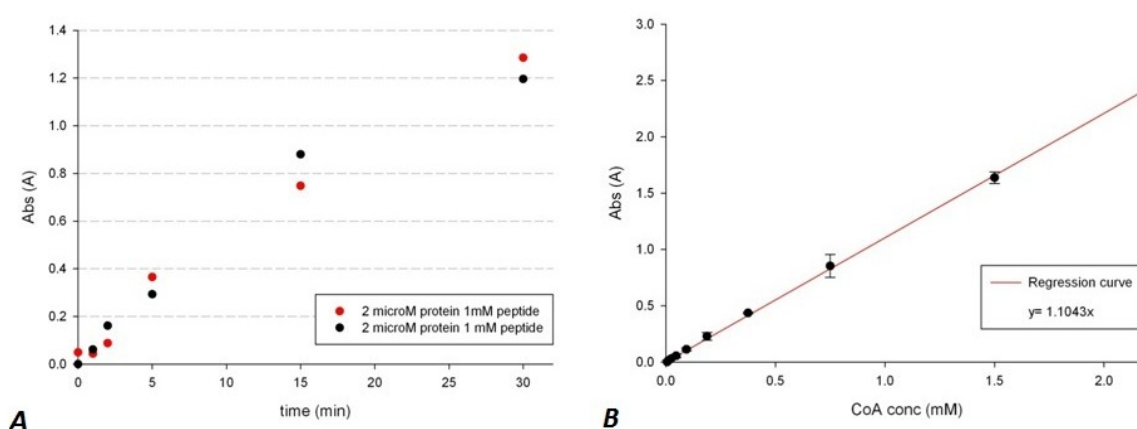 1.4
1.2
1.0
0.8
0.6
0.4
0.2
0.0
Abs (A)
0 5 10 15 20 25 30
time (min)
2 microM protein 1mM peptide
2 microM protein 1 mM peptide
A
3.0
2.5
2.0
1.5
1.0
0.5
0.0
Abs (A)
0.0 0.5 1.0 1.5 2.0
CoA conc (mM)
Regression curve
y= 1.1043x
B